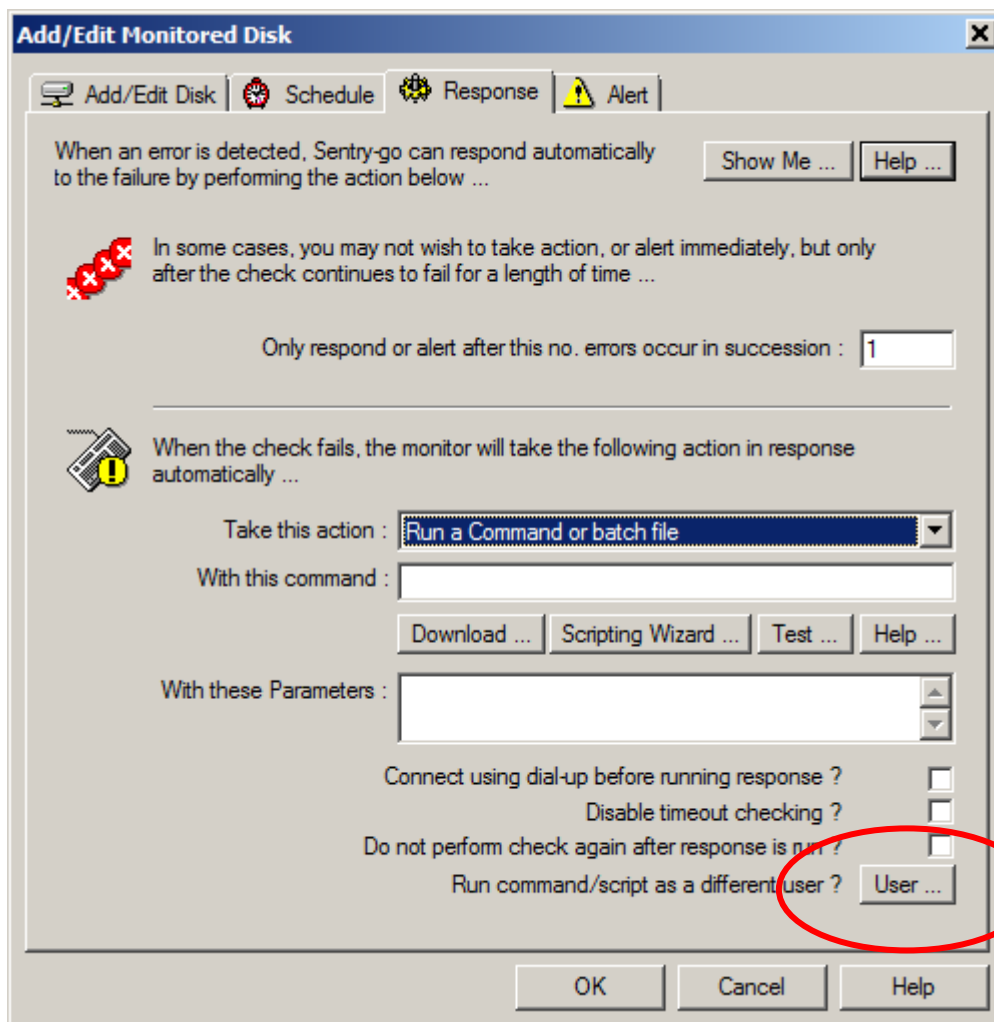 Add/Edit Monitored Disk
Add/Edit Disk Schedule Response Alert
When an error is detected, Sentry-go can respond automatically
to the failure by performing the action below ...
Show Me ... Help ...
In some cases, you may not wish to take action, or alert immediately, but only
after the check continues to fail for a length of time ...
Only respond or alert after this no. errors occur in succession : 1
When the check fails, the monitor will take the following action in response
automatically ...
Take this action : Run a Command or batch file
With this command :
Download ... Scripting Wizard ... Test ... Help ...
With these Parameters :
Connect using dial-up before running response ?
Disable timeout checking ?
Do not perform check again after response is run ?
Run command/script as a different user ? User ...
OK Cancel Help